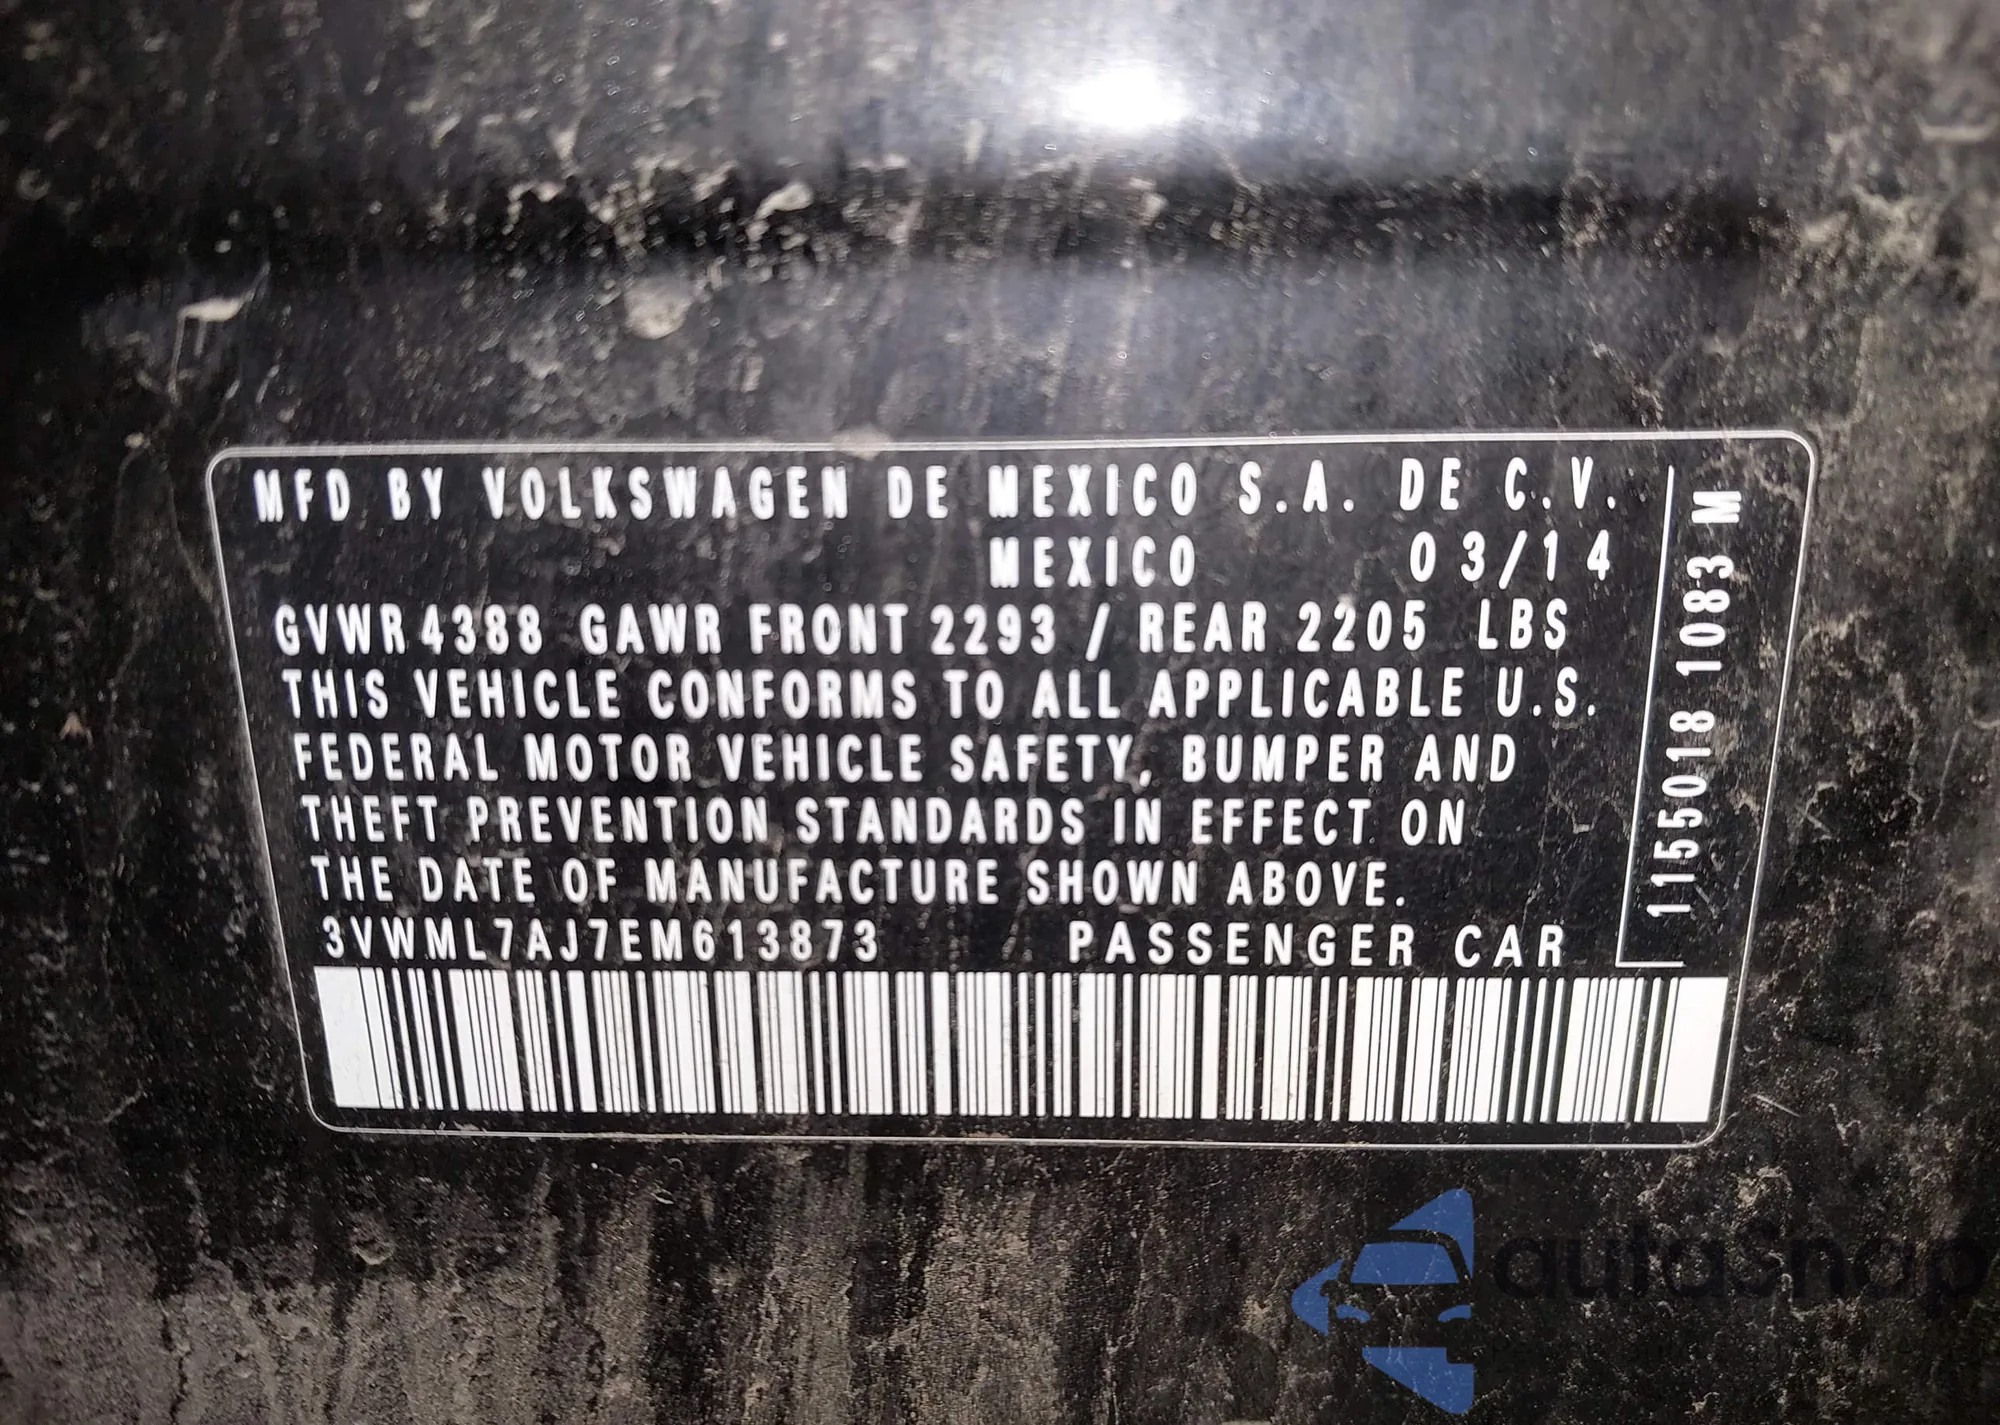 MFD BY VOLKSWAGEN DE MEXICO S.A. DE C.V.
MEXICO 03/14
GVWR 4388 GAWR FRONT 2293 / REAR 2205 LBS
THIS VEHICLE CONFORMS TO ALL APPLICABLE U.S.
FEDERAL MOTOR VEHICLE SAFETY, BUMPER AND
THEFT PREVENTION STANDARDS IN EFFECT ON
THE DATE OF MANUFACTURE SHOWN ABOVE.
3VWML7AJ7EM613873 PASSENGER CAR
1155018 1083 M
autasnap